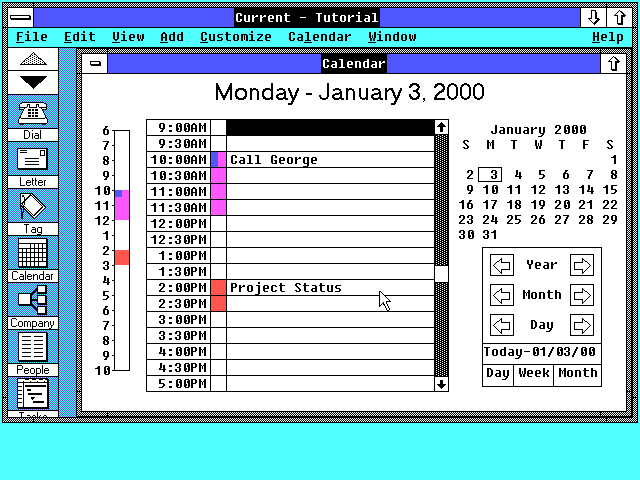 Current - Tutorial
File Edit View Add Customize Calendar Window Help
Calendar
Monday - January 3, 2000
Dial
Letter
Tag
Calendar
Company
People
Tasks
6
7
8
9
10
11
12
1
2
3
4
5
6
7
8
9
10
9:00AM
9:30AM
10:00AM Call George
10:30AM
11:00AM
11:30AM
12:00PM
12:30PM
1:00PM
1:30PM
2:00PM Project Status
2:30PM
3:00PM
3:30PM
4:00PM
4:30PM
5:00PM
January 2000
S M T W T F S
1
2 3 4 5 6 7 8
9 10 11 12 13 14 15
16 17 18 19 20 21 22
23 24 25 26 27 28 29
30 31
Year
Month
Day
Today-01/03/00
Day Week Month